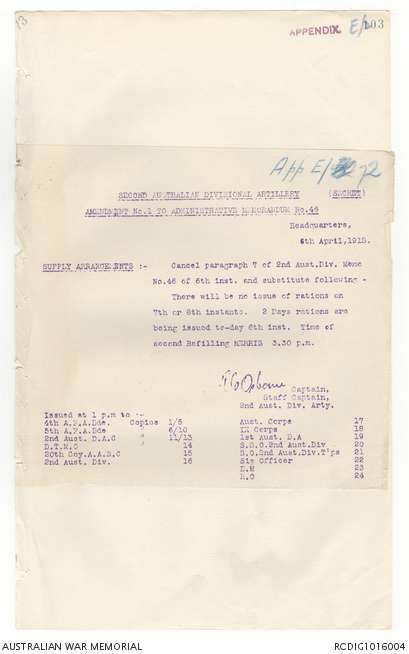 13
APPENDIX E/
103
App E/ 72
SECOND AUSTRALIAN DIVISIONAL ARTILLERY (SECRET)
AMENDMENT No.1 TO ADMINISTRATIVE MEMORANDUM No.46
Headquarters,
6th April,1918.
SUPPLY ARRANGEMENTS :- Cancel paragraph 7 of 2nd Aust.Div. Memo
No.46 of 6th inst. and substitute following -
There will be no issue of rations on
7th or 8th instants. 2 Days rations are
being issued to-day 6th inst. Time of
second Refilling MERRIS 3.30 p.m.
Osborne
Captain,
Staff Captain,
2nd Aust. Div. Arty.
Issued at 1 p.m to :-
4th A.F.A.Bde. Copies 1/5
5th A.F.A.Bde 6/10
2nd Aust. D.A.C " 11/13
D.T.M.O 14
20th Coy.A.A.S.C 15
2nd Aust. Div. 16
Aust. Corps 17
IX Corps 18
1st Aust. D.A 19
S.S.O.2nd Aust.Div 20
S.O.2nd Aust.Div.T'ps 21
Sig Officer 22
23
R.O 24
AUSTRALIAN WAR MEMORIAL
RCDIG1016004